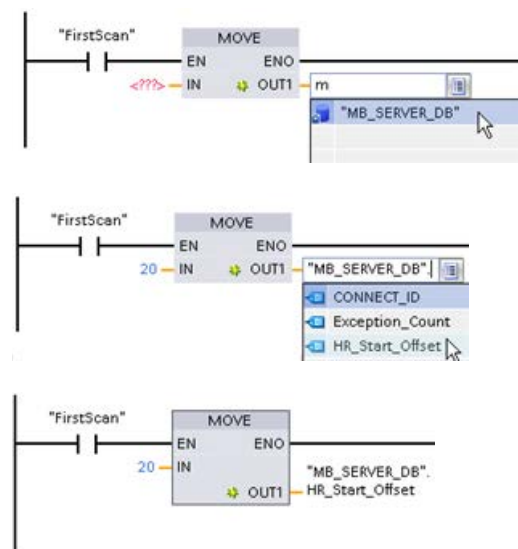 "FirstScan"
MOVE
EN ENO
<???> IN OUT1 m
"MB_SERVER_DB"
"FirstScan"
MOVE
EN ENO
20 IN OUT1 "MB_SERVER_DB".
CONNECT_ID
Exception_Count
HR_Start_Offset
"FirstScan"
MOVE
EN ENO
20 IN
"MB_SERVER_DB".
OUT1 HR_Start_Offset